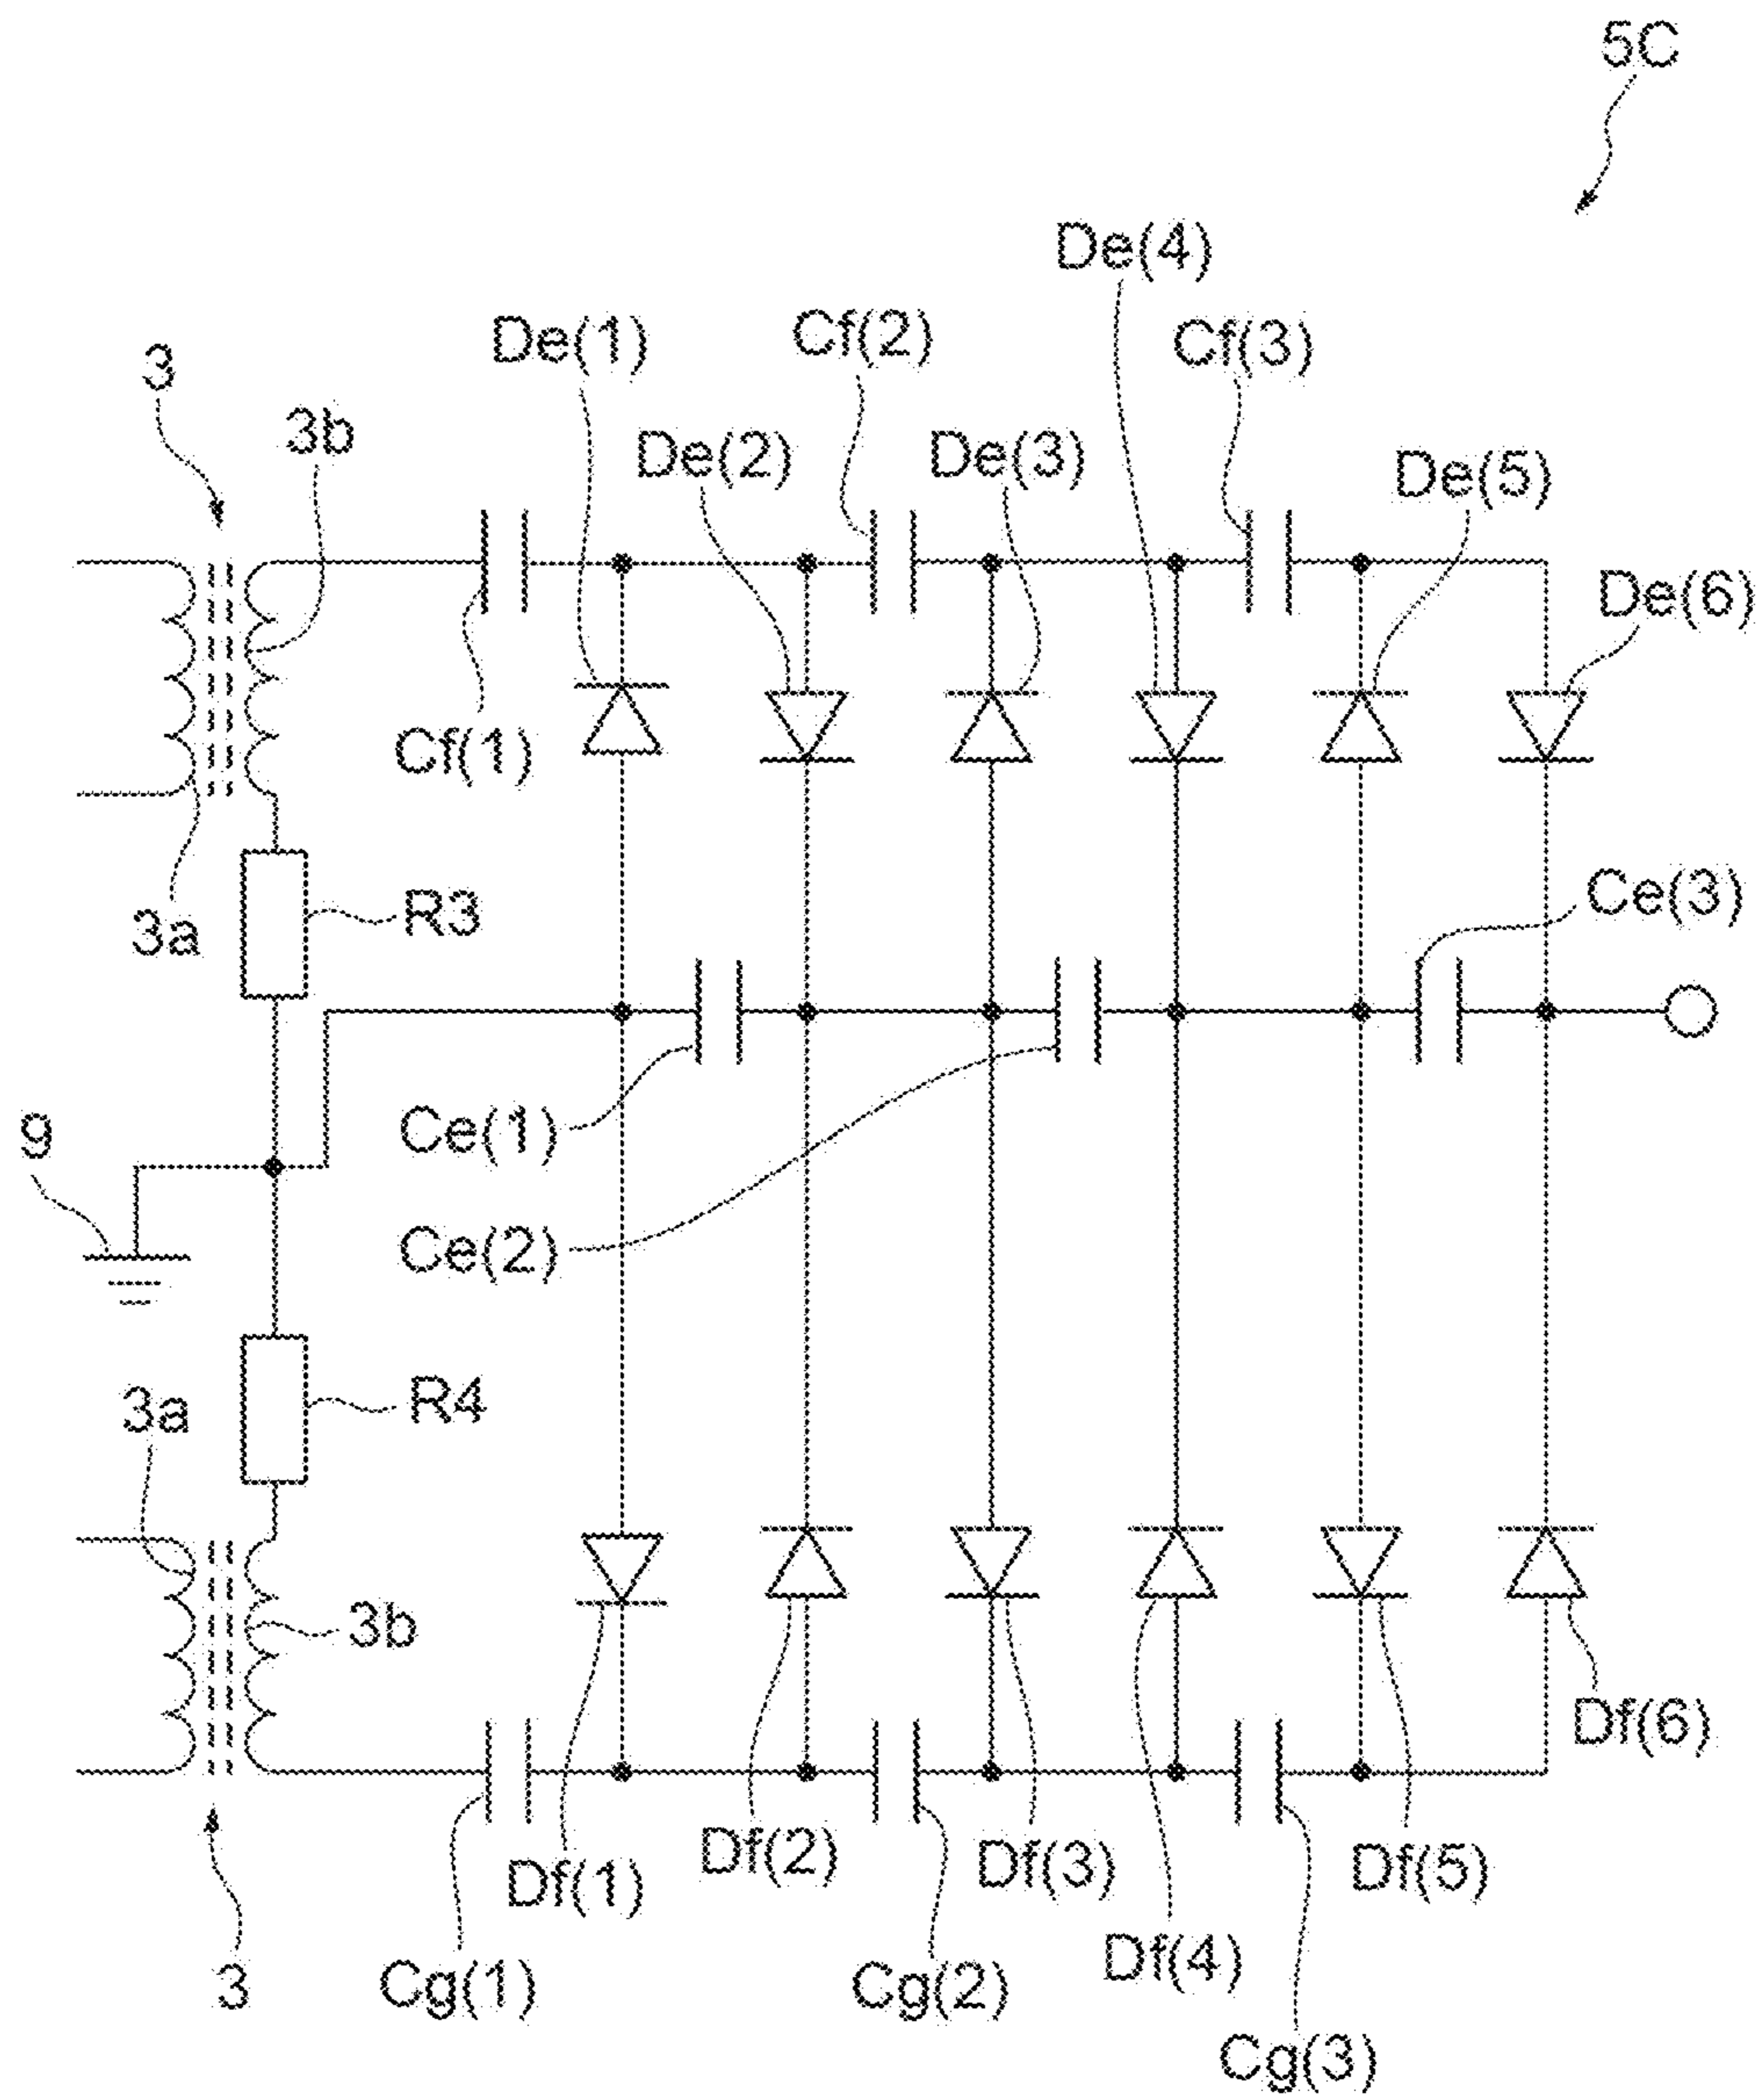 5C
De(4)
De(1)
Cf(2)
Cf(3)
3
3b
De(2)
De(3)
De(5)
De(6)
Cf(1)
3a
R3
Ce(3)
9
Ce(1)
Ce(2)
3a
R4
3b
Df(6)
Df(1)
Df(2)
Df(3)
Df(5)
3
Cg(1)
Cg(2)
Df(4)
Cg(3)